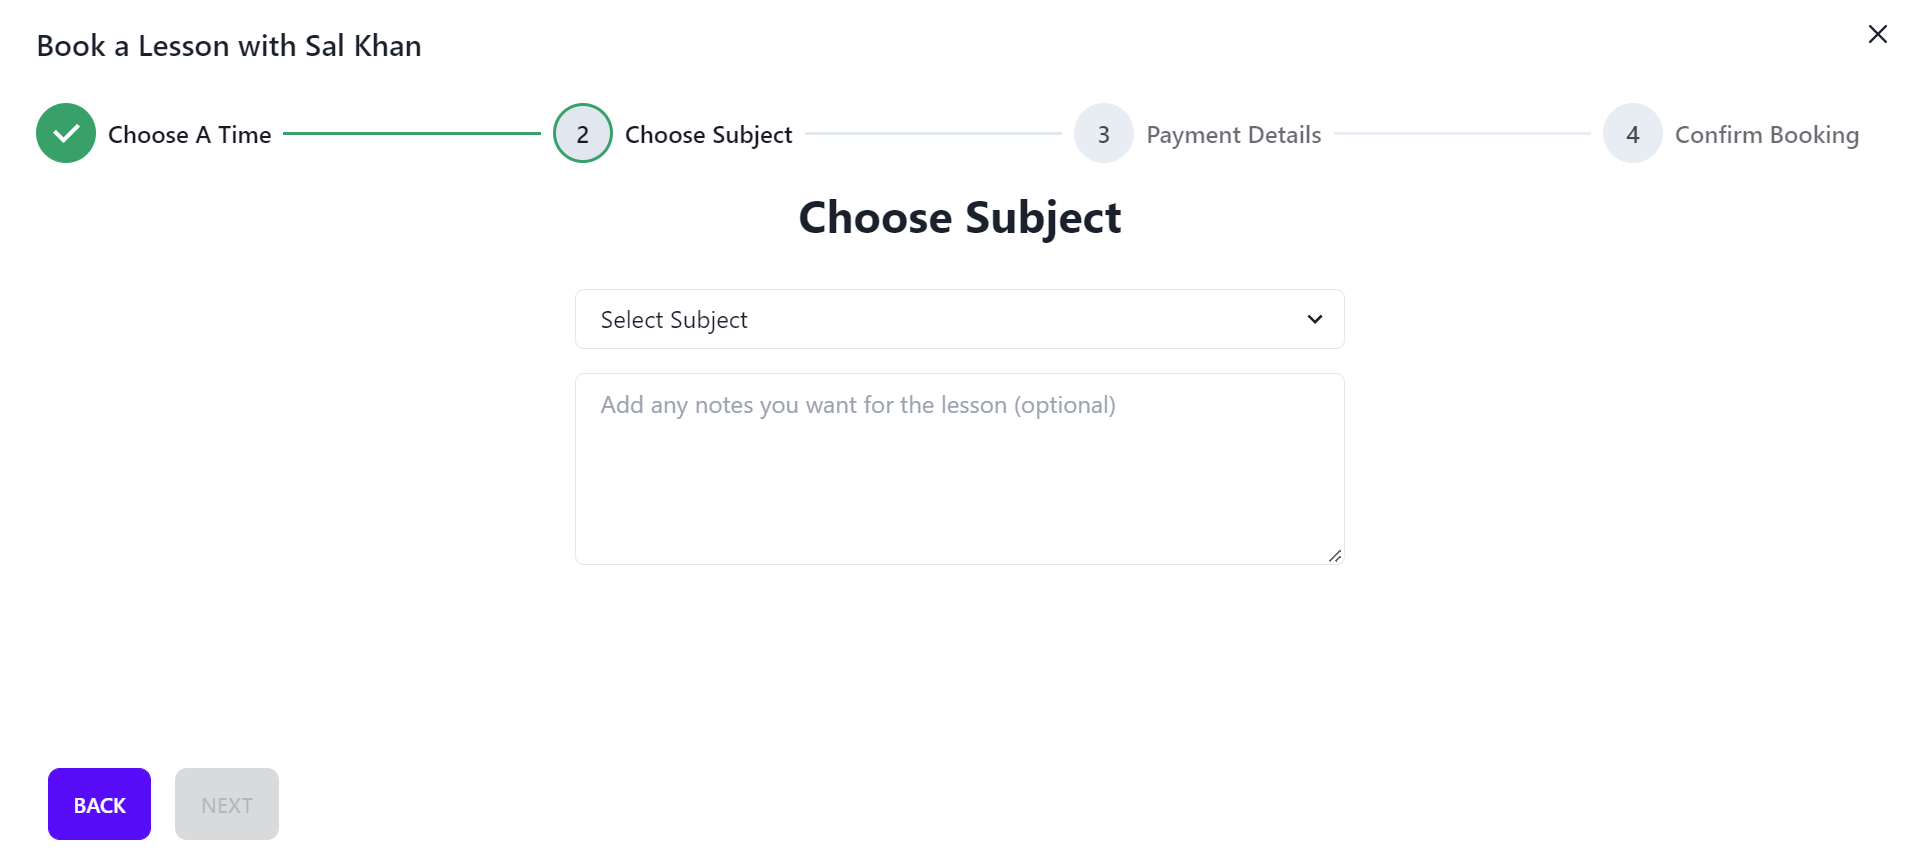 Book a Lesson with Sal Khan
Choose A Time
2 Choose Subject
3 Payment Details
4 Confirm Booking
Choose Subject
Select Subject
Add any notes you want for the lesson (optional)
BACK
NEXT